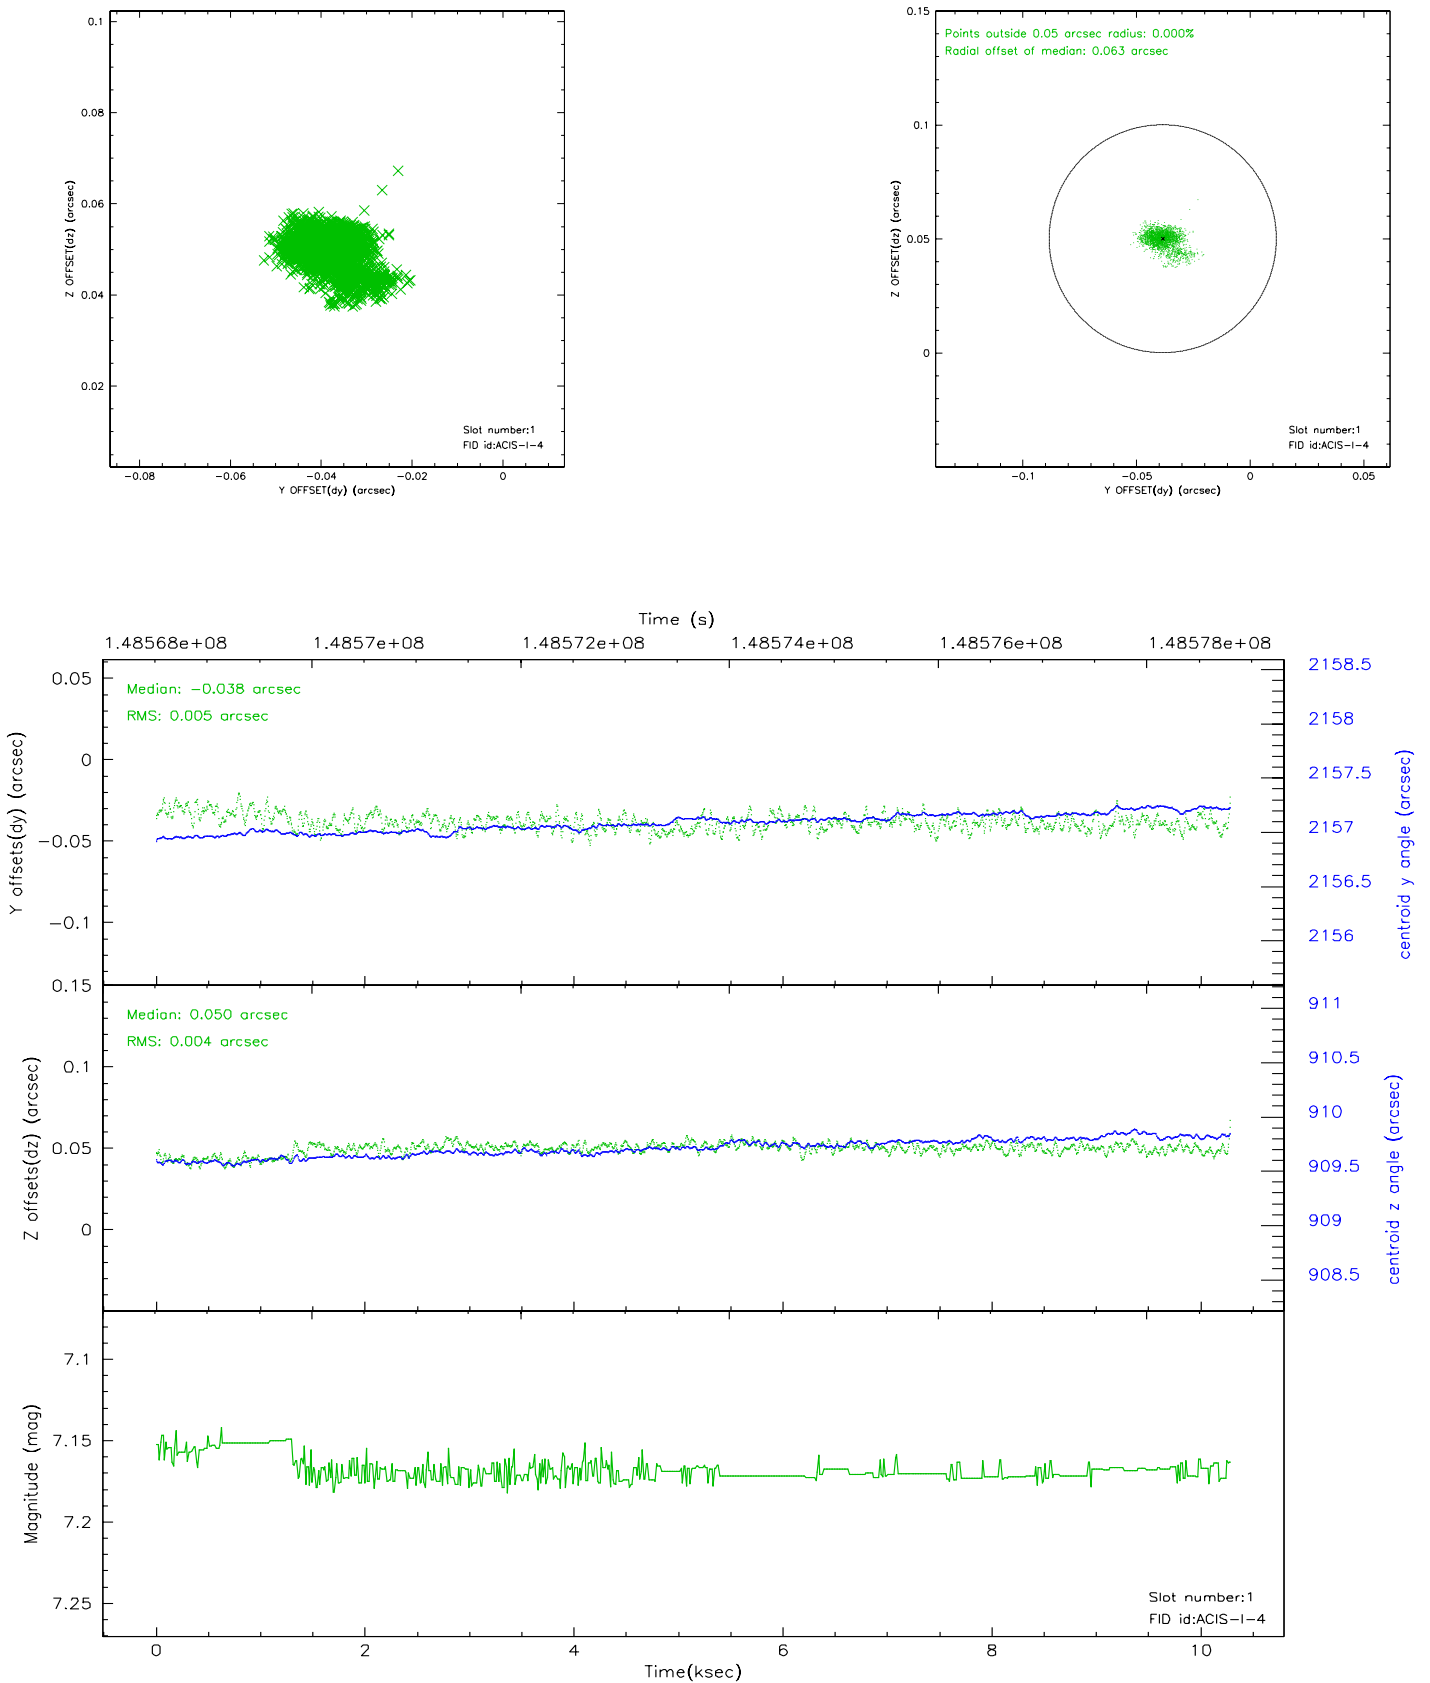 0.1
0.08
0.06
0.04
0.02
Z OFFSET(dz) (arcsec)
Slot number:1
FID id:ACIS-I-4
-0.08 -0.06 -0.04 -0.02 0
Y OFFSET(dy) (arcsec)
0.15
Points outside 0.05 arcsec radius: 0.000%
Radial offset of median: 0.063 arcsec
0.1
0.05
0
Z OFFSET(dz) (arcsec)
Slot number:1
FID id:ACIS-I-4
-0.1 -0.05 0 0.05
Y OFFSET(dy) (arcsec)
Time (s)
1.48568e+08 1.4857e+08 1.48572e+08 1.48574e+08 1.48576e+08 1.48578e+08
Median: -0.038 arcsec
RMS: 0.005 arcsec
0.05
0
-0.05
-0.1
Y offsets(dy) (arcsec)
2158.5
2158
2157.5
2157
2156.5
2156
centroid y angle (arcsec)
0.15
Median: 0.050 arcsec
RMS: 0.004 arcsec
0.1
0.05
0
Z offsets(dz) (arcsec)
911
910.5
910
909.5
909
908.5
centroid z angle (arcsec)
7.1
7.15
7.2
7.25
Magnitude (mag)
Slot number:1
FID id:ACIS-I-4
0 2 4 6 8 10
Time(ksec)